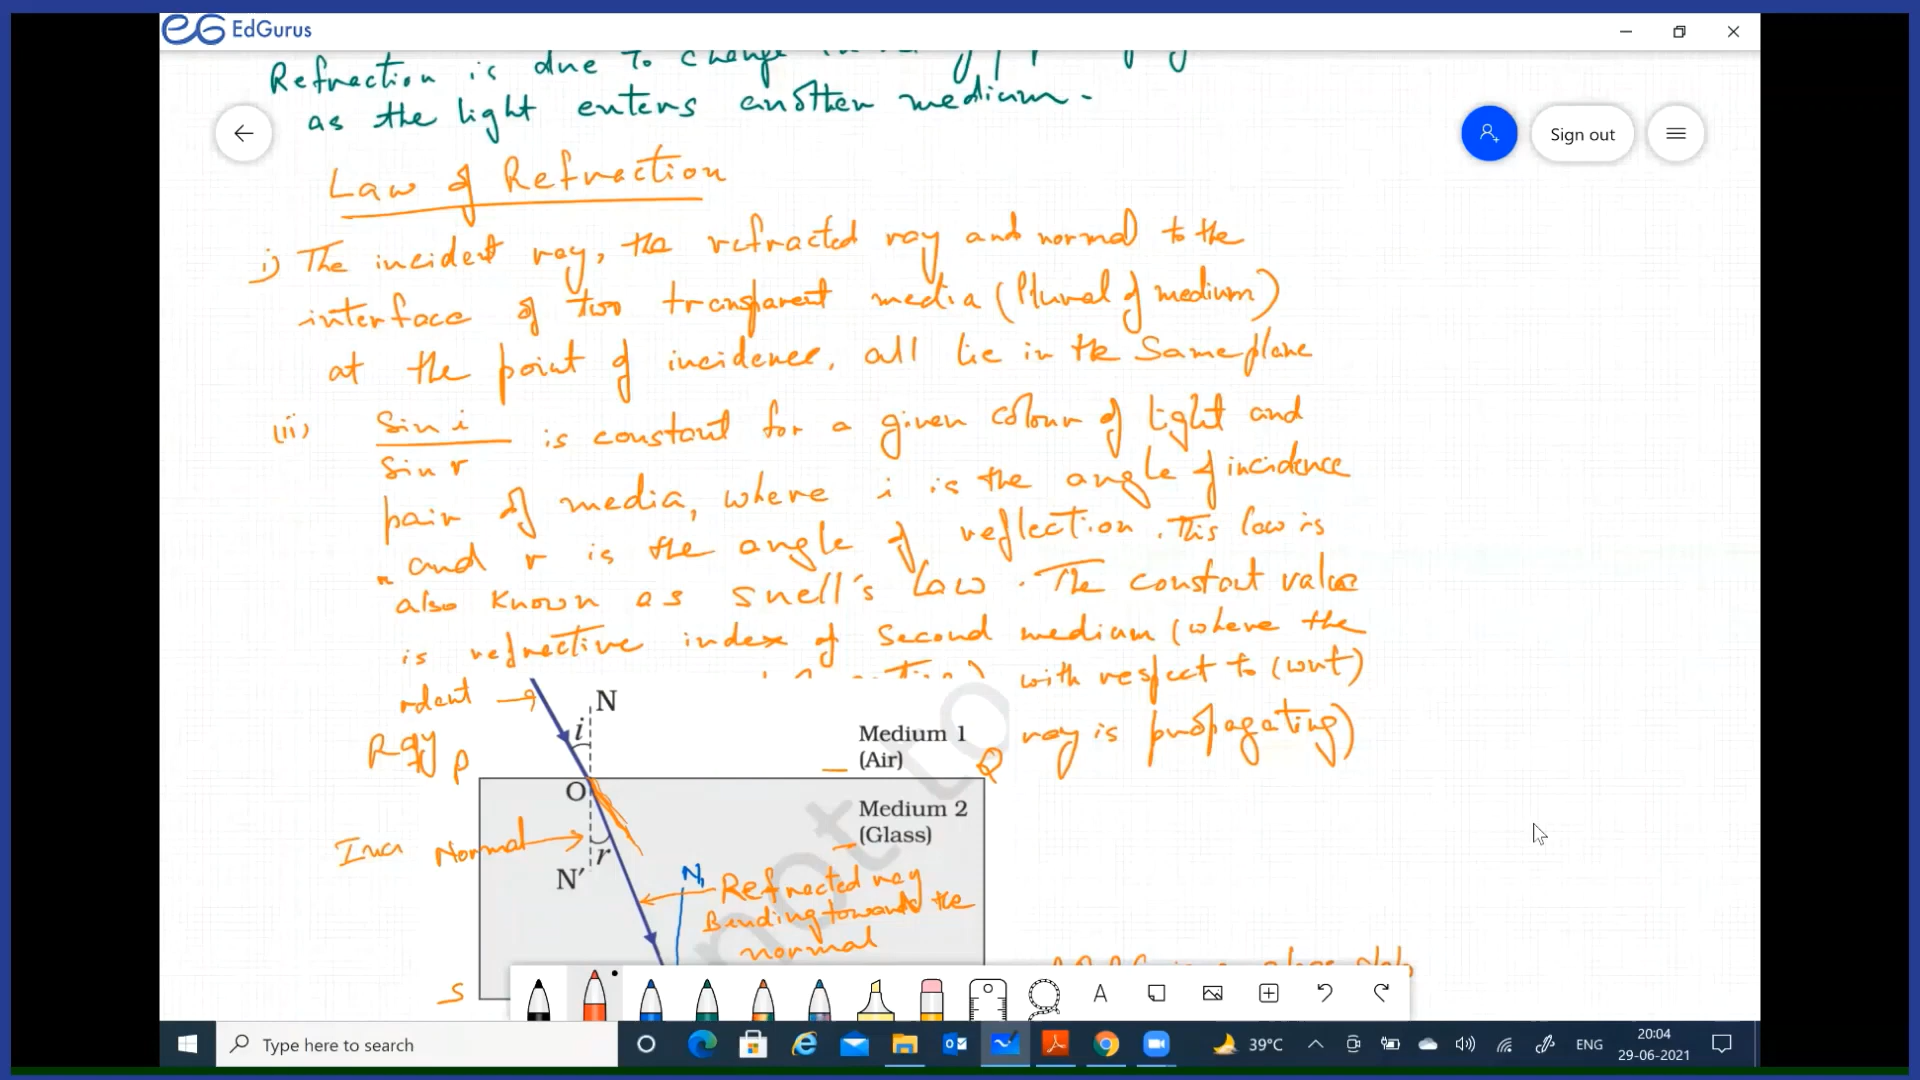 EdGurus
Refraction is due to change in
as the light enters another medium.
Sign out
Law of Refraction
i) The incident ray, the refracted ray and normal to the
interface of two transparent media (Plural of medium)
at the point of incidence, all lie in the same plane
(ii) sin i
sin r
is constant for a given colour of light and
pair of media, where i is the angle of incidence
and r is the angle of reflection. This law is
also known as snell's Law. The constant value
is refractive index of second medium (where the
with respect to (wrt)
ray is propagating)
rdent
Ray
N
i
P
Medium 1
(Air)
Q
O
Medium 2
(Glass)
Inci
Normal
r
N'
N1
Refracted ray
Bending towards the
normal
S
A
Type here to search
39°C
ENG
20:04
29-06-2021